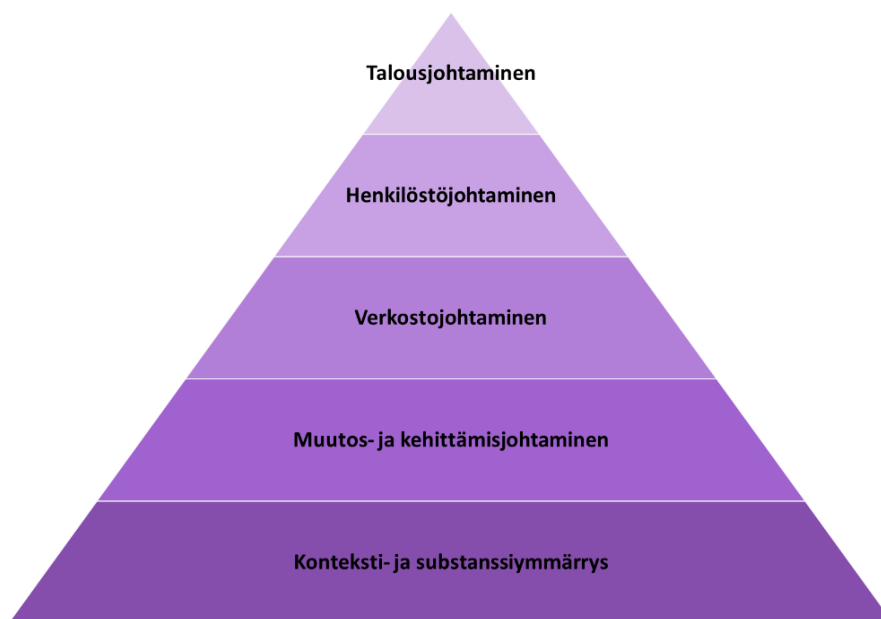 Talousjohtaminen
Henkilöstöjohtaminen
Verkostojohtaminen
Muutos- ja kehittämisjohtaminen
Konteksti- ja substanssiymmärrys